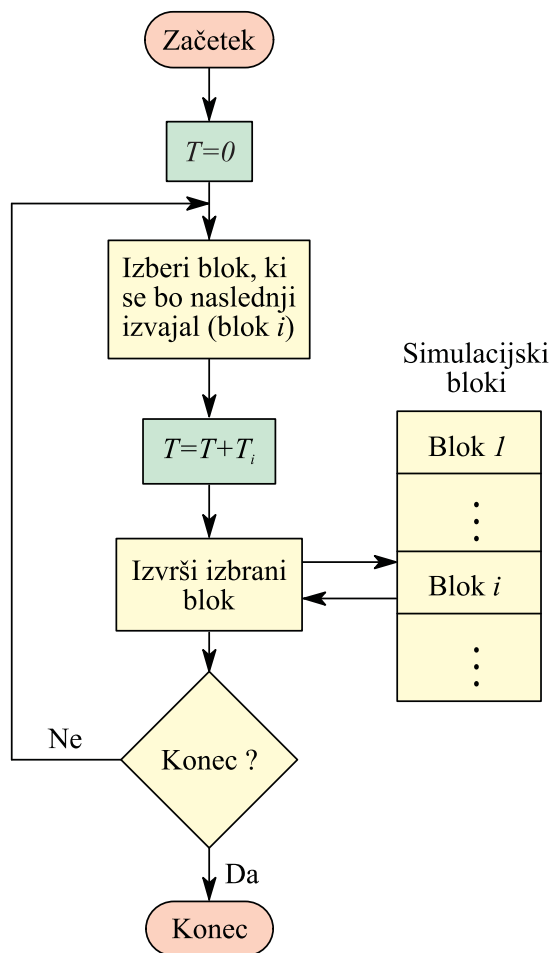 Začetek
T=0
Izberi blok, ki
se bo naslednji
izvajal (blok i)
T=T+Tᵢ
Izvrši izbrani
blok
Simulacijski
bloki
Blok 1
⋮
Blok i
⋮
Konec ?
Ne
Da
Konec